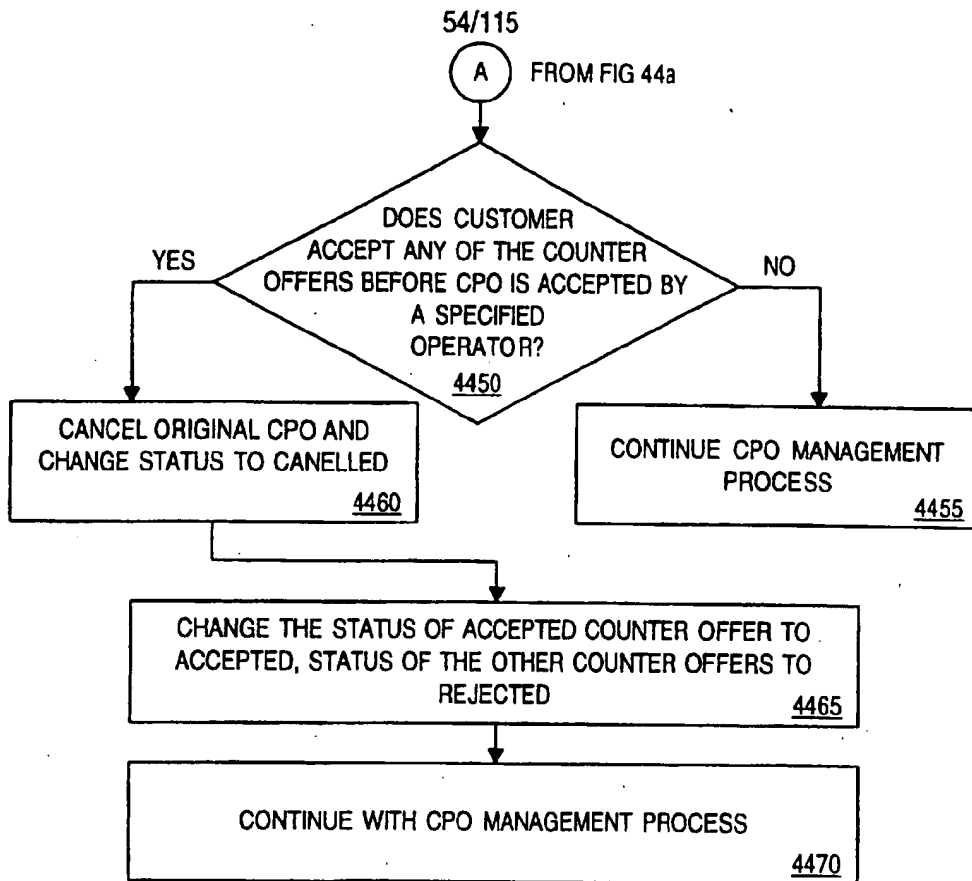 54/115
A
FROM FIG 44a
DOES CUSTOMER
ACCEPT ANY OF THE COUNTER
OFFERS BEFORE CPO IS ACCEPTED BY
A SPECIFIED
OPERATOR?
4450
YES
NO
CANCEL ORIGINAL CPO AND
CHANGE STATUS TO CANELLED
4460
CONTINUE CPO MANAGEMENT
PROCESS
4455
CHANGE THE STATUS OF ACCEPTED COUNTER OFFER TO
ACCEPTED, STATUS OF THE OTHER COUNTER OFFERS TO
REJECTED
4465
CONTINUE WITH CPO MANAGEMENT PROCESS
4470